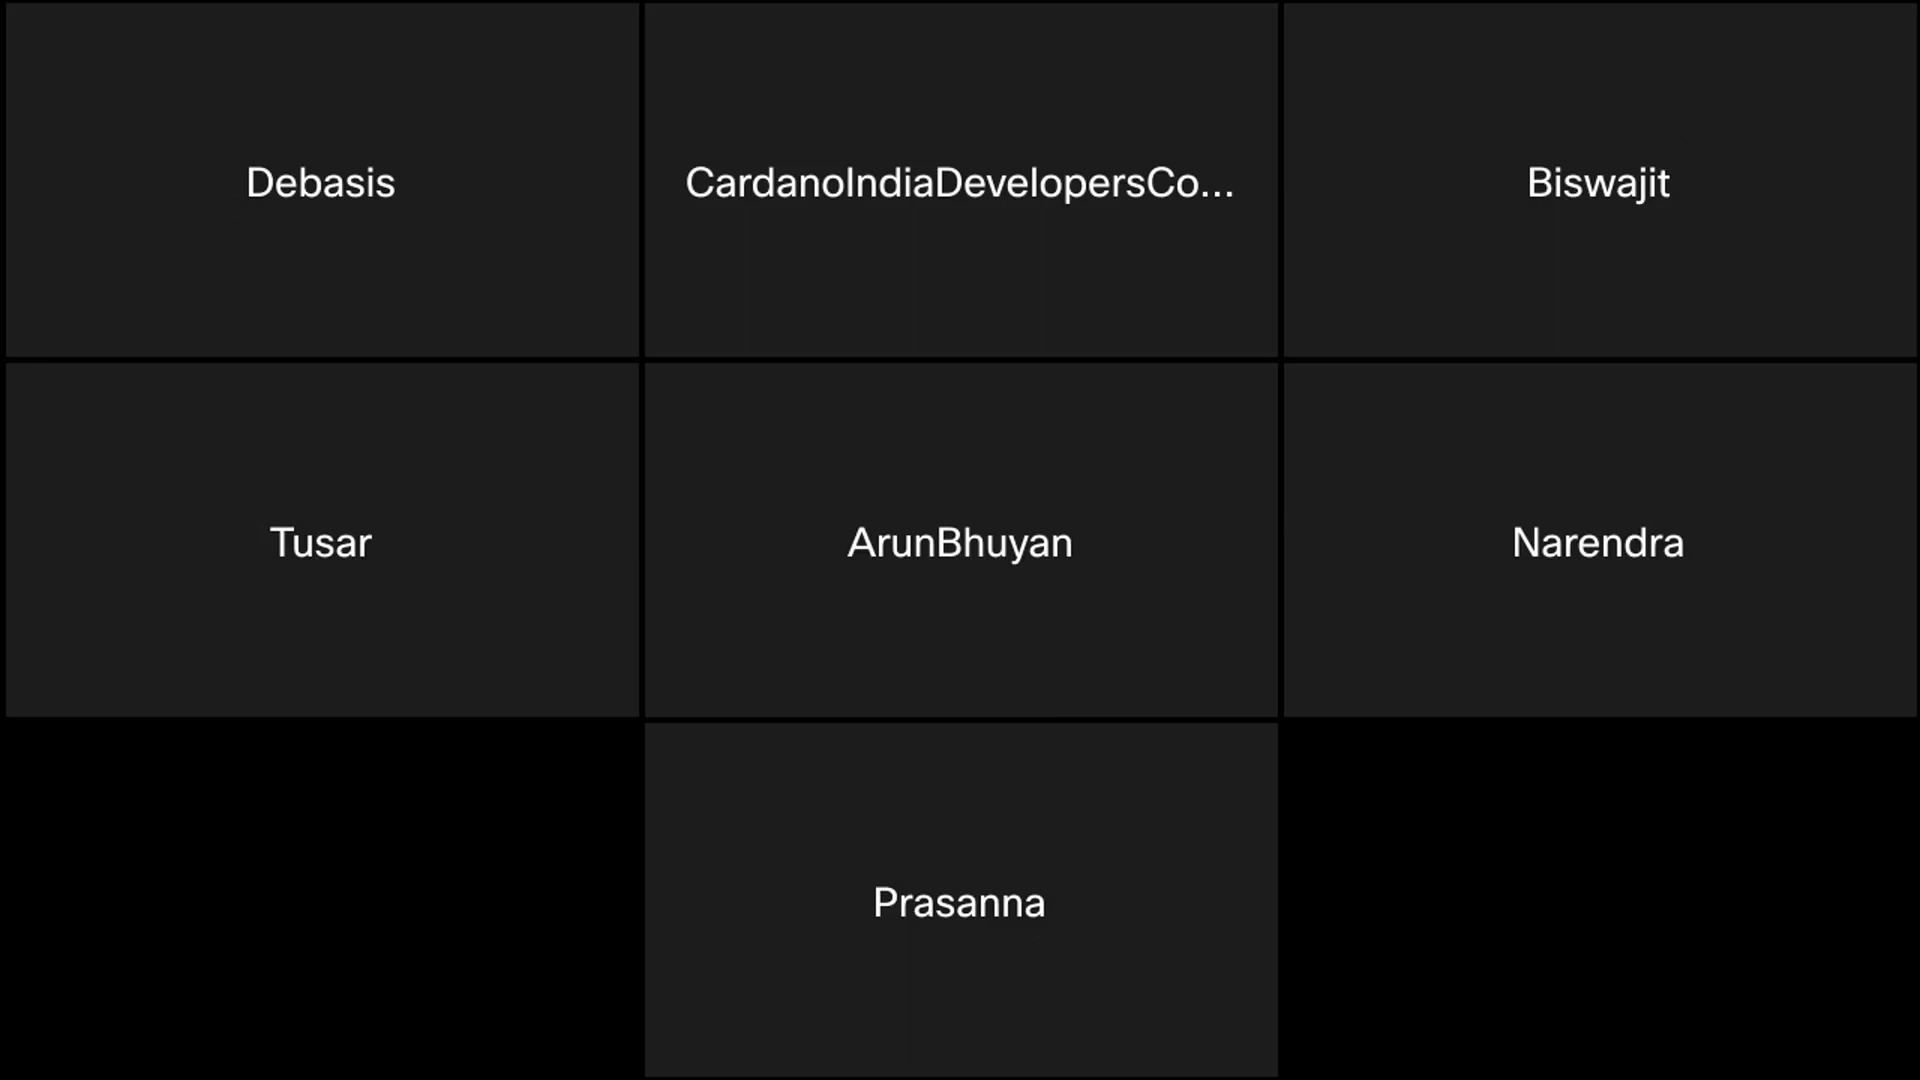 Debasis
CardanoIndiaDevelopersCo...
Biswajit
Tusar
ArunBhuyan
Narendra
Prasanna